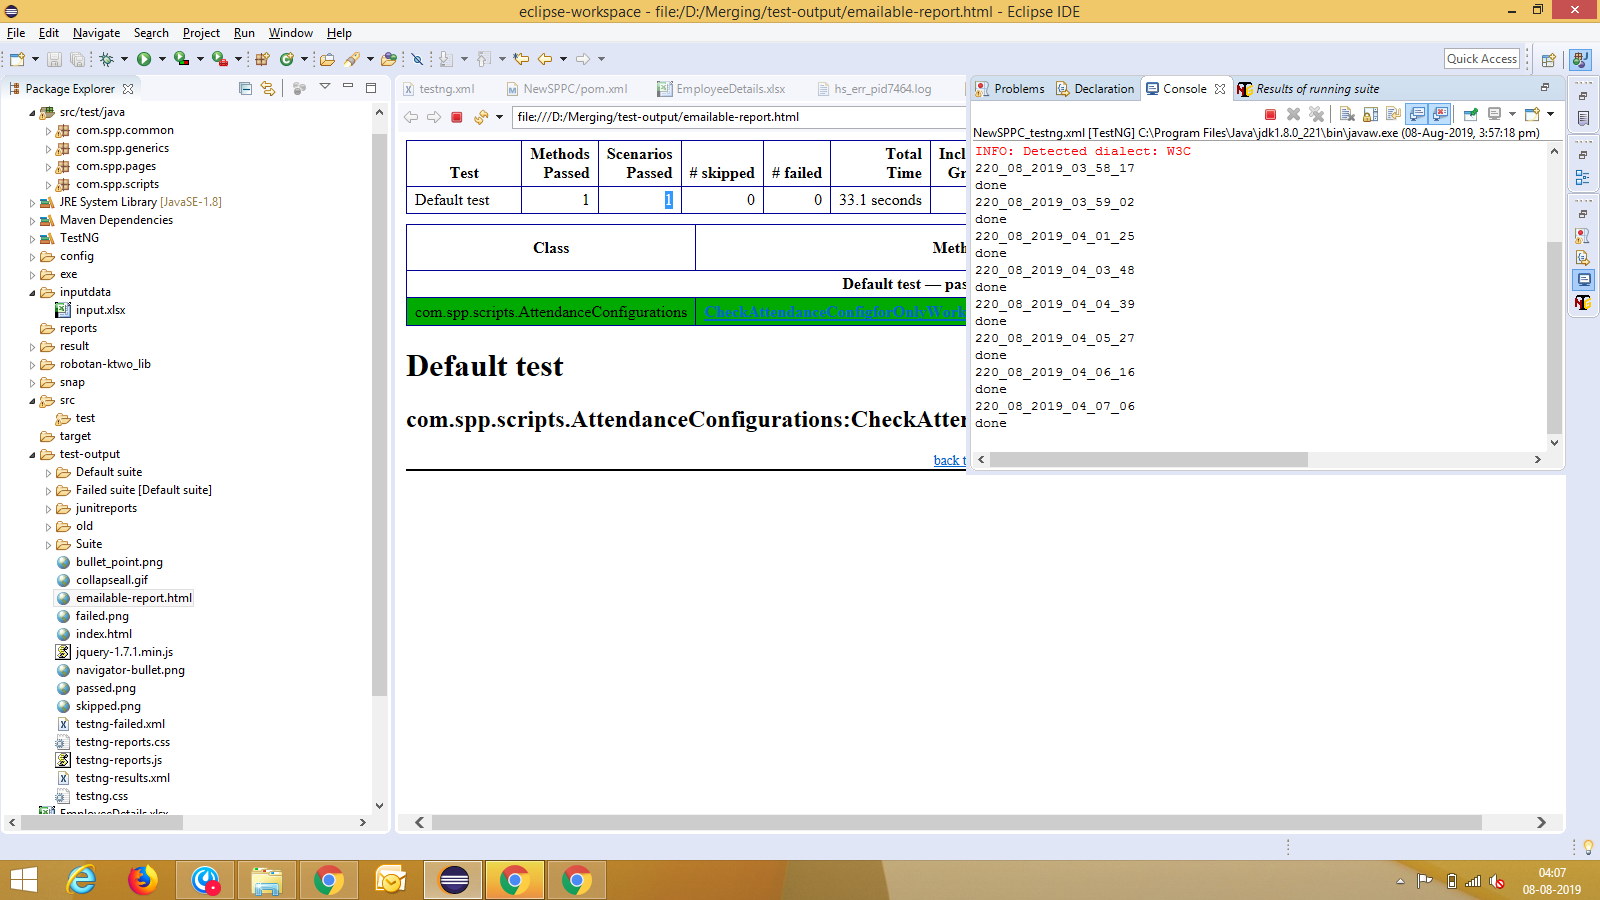 eclipse-workspace - file:/D:/Merging/test-output/emailable-report.html - Eclipse IDE
File Edit Navigate Search Project Run Window Help
Quick Access
Package Explorer
src/test/java
com.spp.common
com.spp.generics
com.spp.pages
com.spp.scripts
JRE System Library [JavaSE-1.8]
Maven Dependencies
TestNG
config
exe
inputdata
input.xlsx
reports
result
robotan-ktwo_lib
snap
src
test
target
test-output
Default suite
Failed suite [Default suite]
junitreports
old
Suite
bullet_point.png
collapseall.gif
emailable-report.html
failed.png
index.html
jquery-1.7.1.min.js
navigator-bullet.png
passed.png
skipped.png
testng-failed.xml
testng-reports.css
testng-reports.js
testng-results.xml
testng.css
EmployeeDetails.xlsx
testng.xml NewSPPC/pom.xml EmployeeDetails.xlsx hs_err_pid7464.log
file:///D:/Merging/test-output/emailable-report.html
Test Methods Passed Scenarios Passed # skipped # failed Total Time Incl Gr
Default test 1 1 0 0 33.1 seconds
Class Meth
Default test — pas
com.spp.scripts.AttendanceConfigurations CheckAttendanceConfigforOnlyWork
Default test
com.spp.scripts.AttendanceConfigurations:CheckAtten
back t
Problems Declaration Console Results of running suite
NewSPPC_testng.xml [TestNG] C:\Program Files\Java\jdk1.8.0_221\bin\javaw.exe (08-Aug-2019, 3:57:18 pm)
INFO: Detected dialect: W3C
220_08_2019_03_58_17
done
220_08_2019_03_59_02
done
220_08_2019_04_01_25
done
220_08_2019_04_03_48
done
220_08_2019_04_04_39
done
220_08_2019_04_05_27
done
220_08_2019_04_06_16
done
220_08_2019_04_07_06
done
04:07
08-08-2019